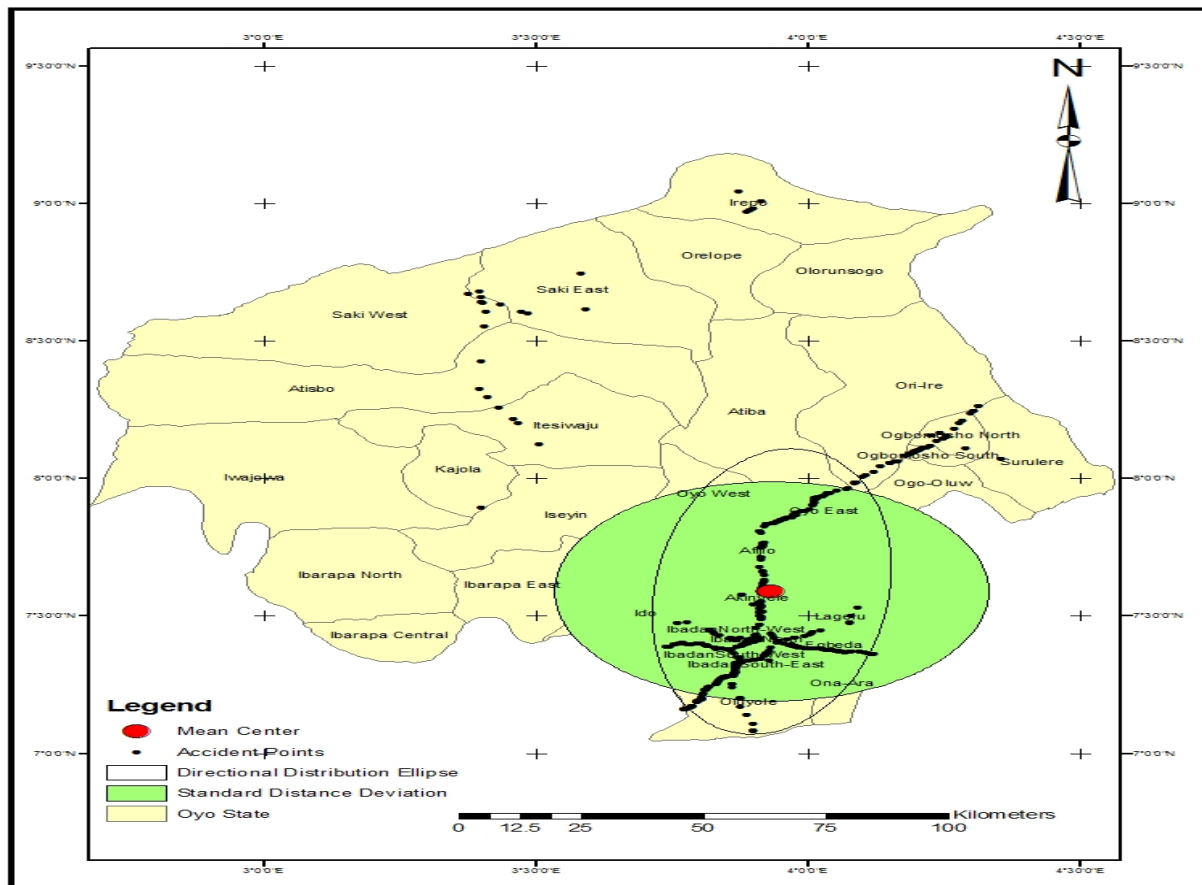 3°0'0"E 3°30'0"E 4°0'0"E 4°30'0"E
9°30'0"N 9°30'0"N
N
9°0'0"N Irepo 9°0'0"N
Orelope
Olorunsogo
Saki East
Saki West
8°30'0"N 8°30'0"N
Atisbo Ori-Ire
Atiba
Itesiwaju
Ogbomosho North
Ogbomosho South
Surulere
Kajola
Iwajowa
8°0'0"N 8°0'0"N
Ogo-Oluw
Oyo West
Iseyin Oyo East
Afijio
Ibarapa North
Ibarapa East
Akinyele
7°30'0"N Ido Lagelu 7°30'0"N
Ibarapa Central
IbadanNorth-West
Egbeda
IbadanSouth-West
IbadanSouth-East
Ona-Ara
Oluyole
Legend
Mean Center
Accident Points
7°0'0"N 7°0'0"N
Directional Distribution Ellipse
Standard Distance Deviation
Oyo State
Kilometers
0 12.5 25 50 75 100
3°0'0"E 3°30'0"E 4°0'0"E 4°30'0"E